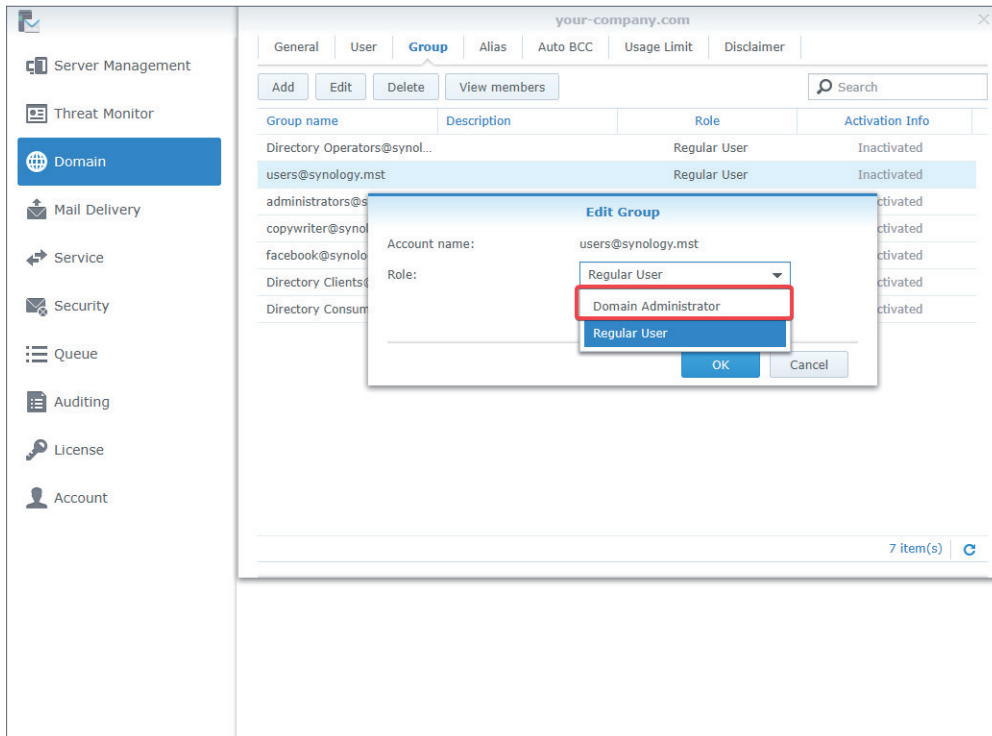 your-company.com
Server Management
Threat Monitor
Domain
Mail Delivery
Service
Security
Queue
Auditing
License
Account
General User Group Alias Auto BCC Usage Limit Disclaimer
Add Edit Delete View members Search
Group name Description Role Activation Info
Directory Operators@synol... Regular User Inactivated
users@synology.mst Regular User Inactivated
administrators@s ctivated
copywriter@synol ctivated
facebook@synolo ctivated
Directory Clients@ ctivated
Directory Consum ctivated
Edit Group
Account name: users@synology.mst
Role: Regular User
Domain Administrator
Regular User
OK Cancel
7 item(s)